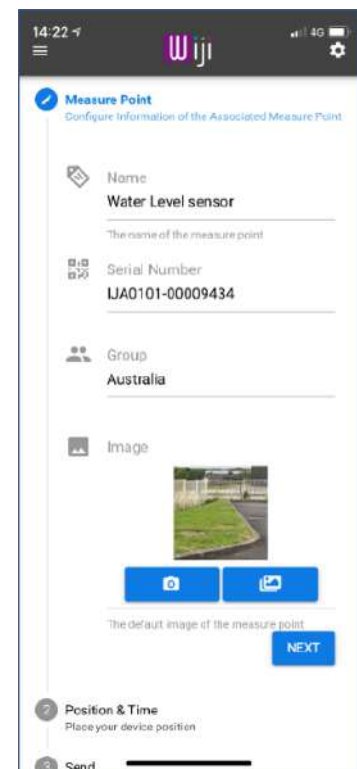 14:22 4G
Wiji
Measure Point
Configure Information of the Associated Measure Point
Name
Water Level sensor
The name of the measure point
Serial Number
IJA0101-00009434
Group
Australia
Image
The default image of the measure point
NEXT
2 Position & Time
Place your device position
3 Send